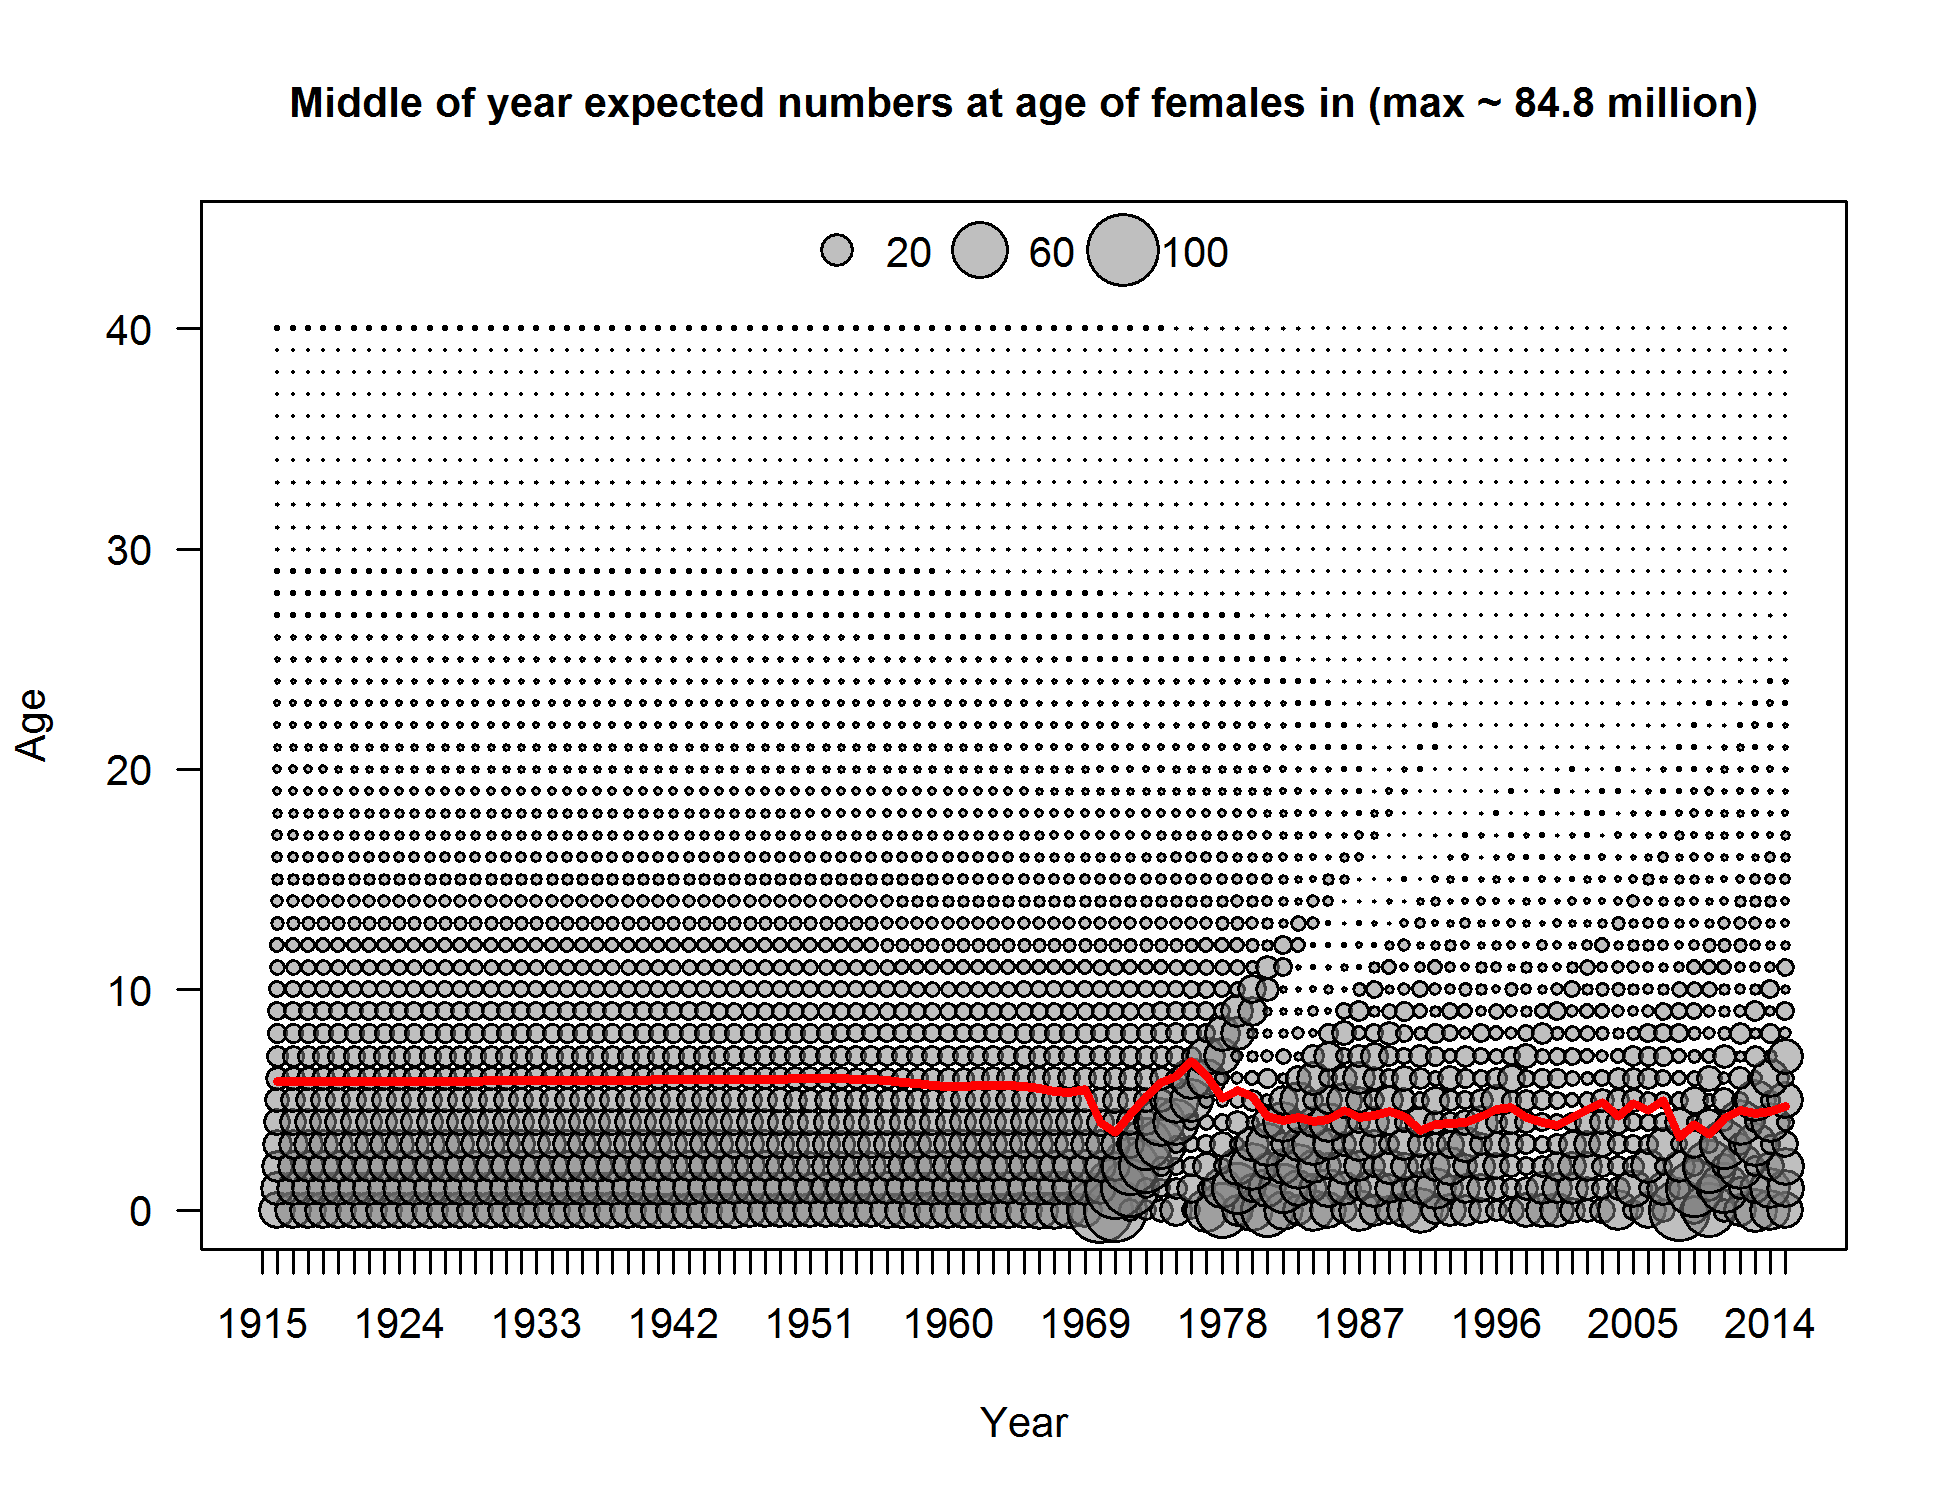 Middle of year expected numbers at age of females in (max ~ 84.8 million)
20 60 100
40
30
20
10
0
Age
1915 1924 1933 1942 1951 1960 1969 1978 1987 1996 2005 2014
Year